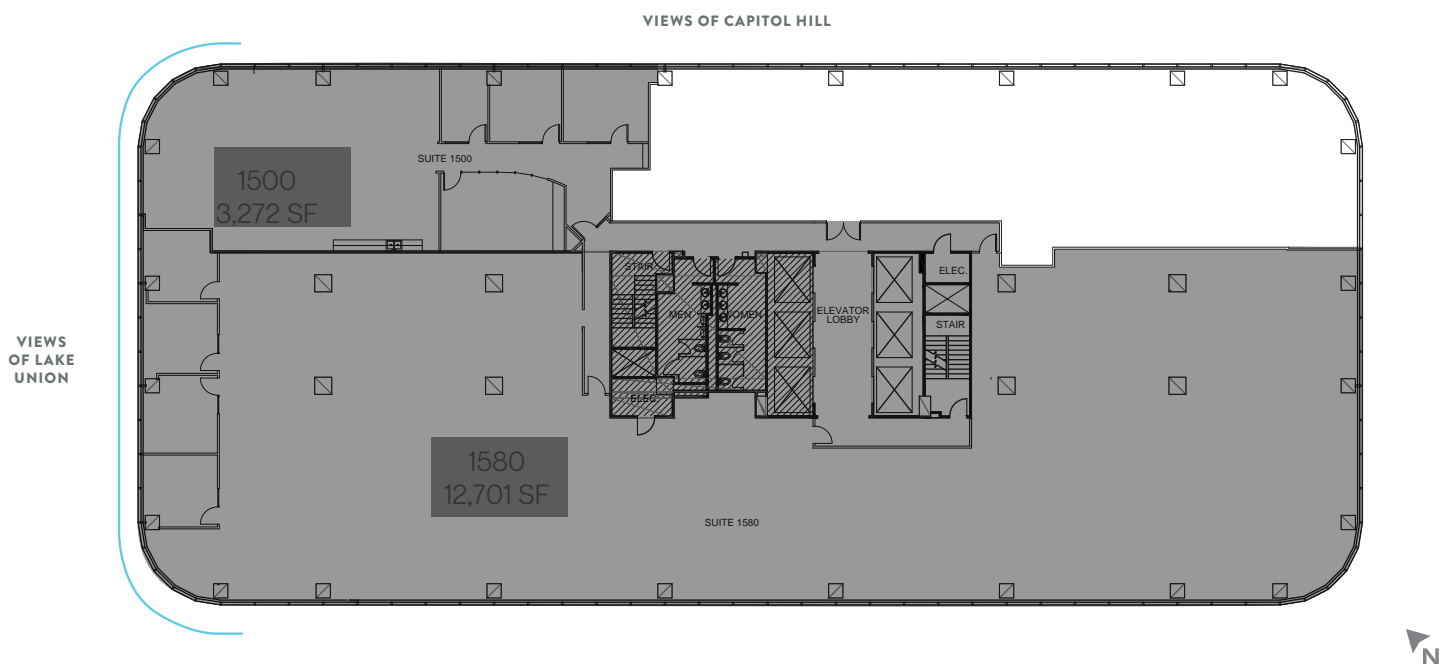 VIEWS OF CAPITOL HILL
SUITE 1500
1500
3,272 SF
STAIR
MEN
WOMEN
ELEVATOR
LOBBY
ELEC.
STAIR
VIEWS
OF LAKE
UNION
ELEC.
1580
12,701 SF
SUITE 1580
N